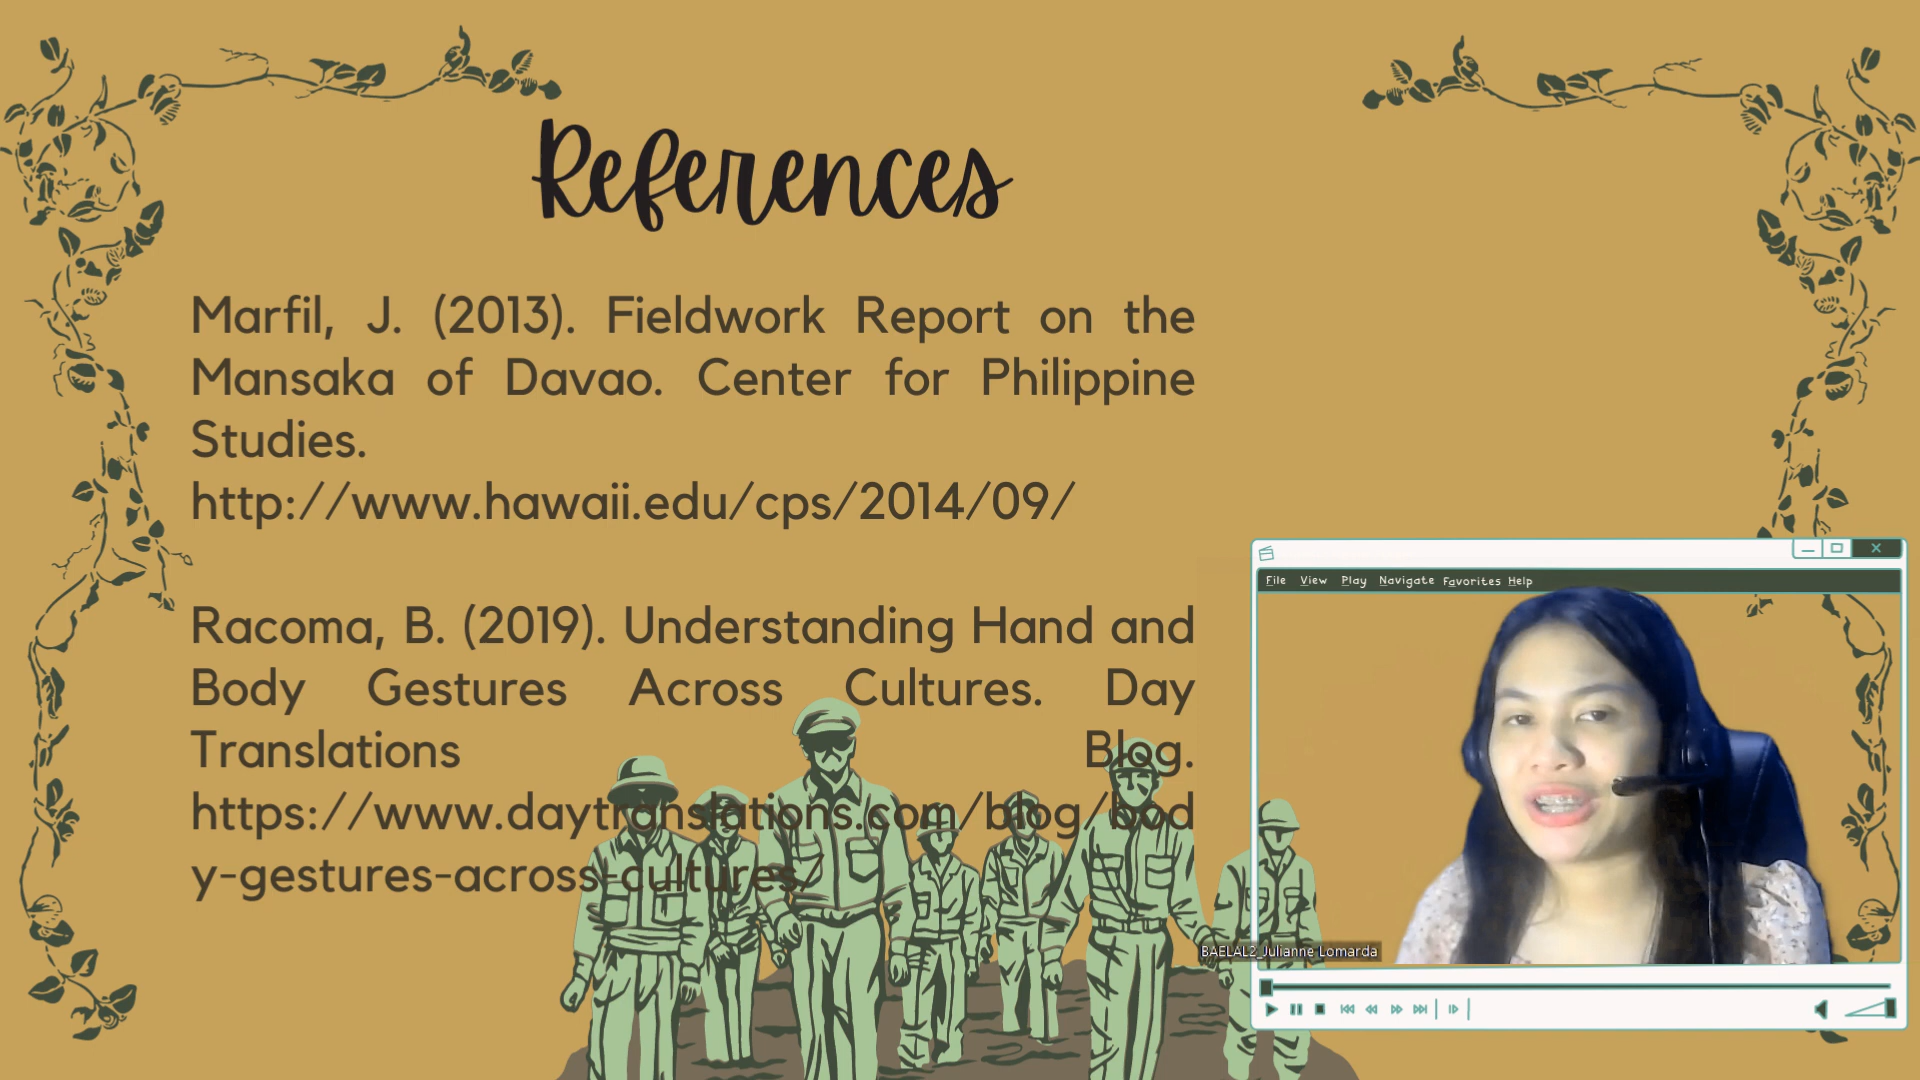 References
Marfil, J. (2013). Fieldwork Report on the
Mansaka of Davao. Center for Philippine
Studies.
http://www.hawaii.edu/cps/2014/09/
Racoma, B. (2019). Understanding Hand and
Body Gestures Across Cultures. Day
Translations Blog.
https://www.daytranslations.com/blog/bod
y-gestures-across-cultures/
File View Play Navigate Favorites Help
BAELAL2_Julianne Lomarda